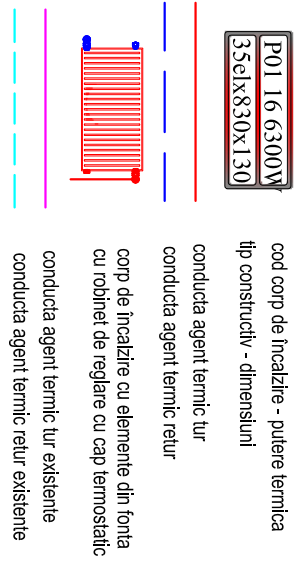 P01 16 6300W
35elx830x130
cod corp de încalzire - putere termica
tip constructiv - dimensiuni
conducta agent termic tur
conducta agent termic retur
corp de încalzire cu elemente din fonta
cu robinet de reglare cu cap termostatic
conducta agent termic tur existente
conducta agent termic retur existente